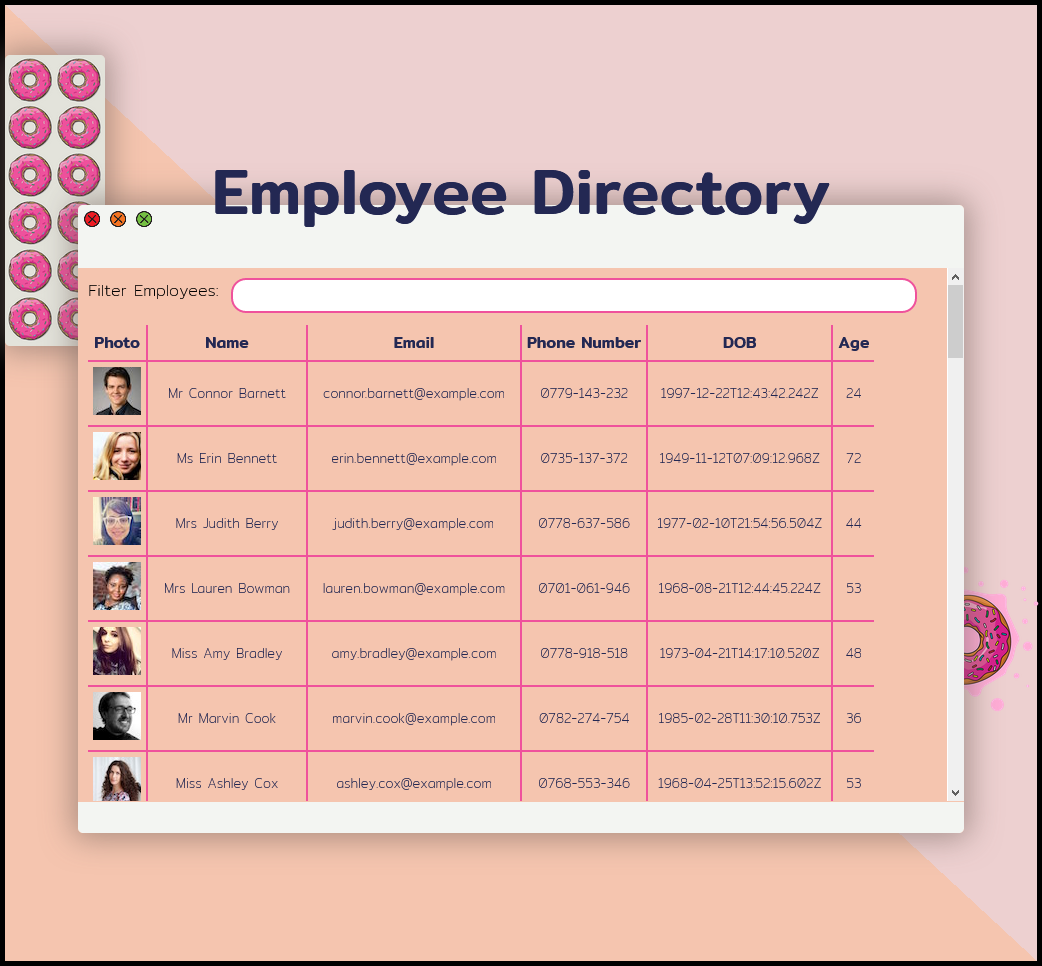 Employee Directory
Filter Employees:
Photo Name Email Phone Number DOB Age
Mr Connor Barnett connor.barnett@example.com 0779-143-232 1997-12-22T12:43:42.242Z 24
Ms Erin Bennett erin.bennett@example.com 0735-137-372 1949-11-12T07:09:12.968Z 72
Mrs Judith Berry judith.berry@example.com 0778-637-586 1977-02-10T21:54:56.504Z 44
Mrs Lauren Bowman lauren.bowman@example.com 0701-061-946 1968-08-21T12:44:45.224Z 53
Miss Amy Bradley amy.bradley@example.com 0778-918-518 1973-04-21T14:17:10.520Z 48
Mr Marvin Cook marvin.cook@example.com 0782-274-754 1985-02-28T11:30:10.753Z 36
Miss Ashley Cox ashley.cox@example.com 0768-553-346 1968-04-25T13:52:15.602Z 53